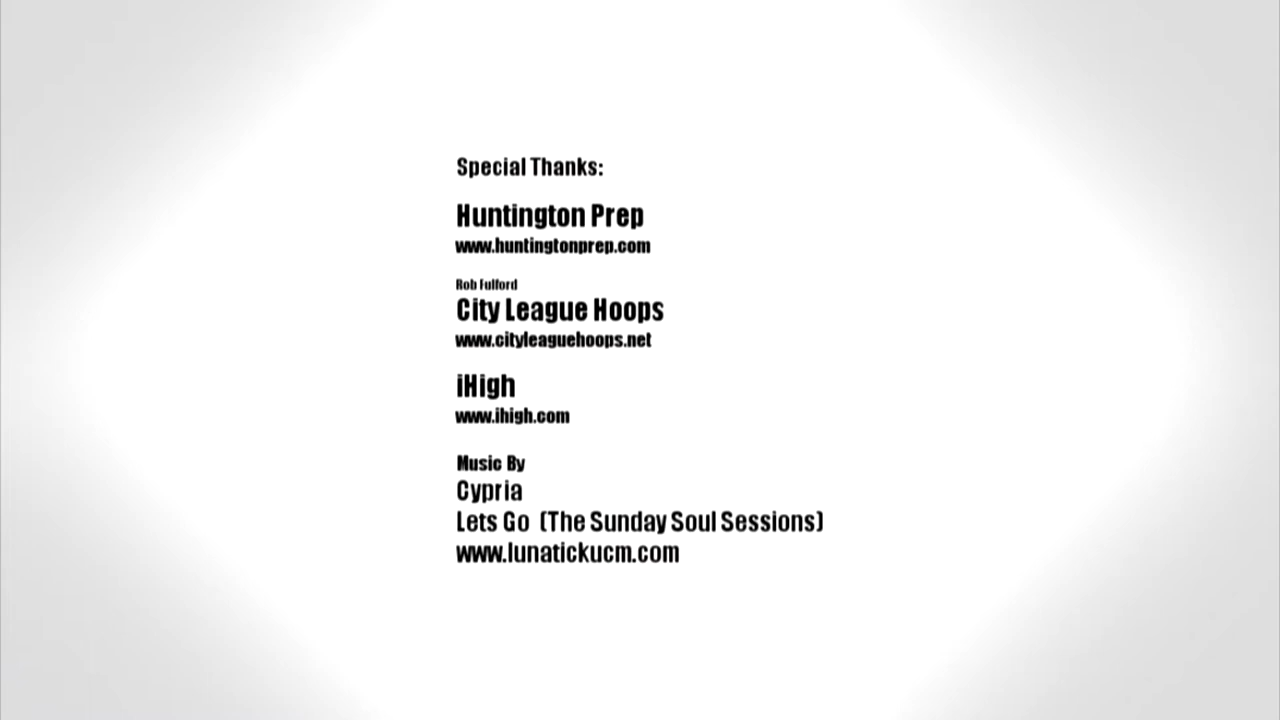 Special Thanks:
Huntington Prep
www.huntingtonprep.com
Rob Fulford
City League Hoops
www.cityleaguehoops.net
iHigh
www.ihigh.com
Music By
Cypria
Lets Go (The Sunday Soul Sessions)
www.lunatickucm.com